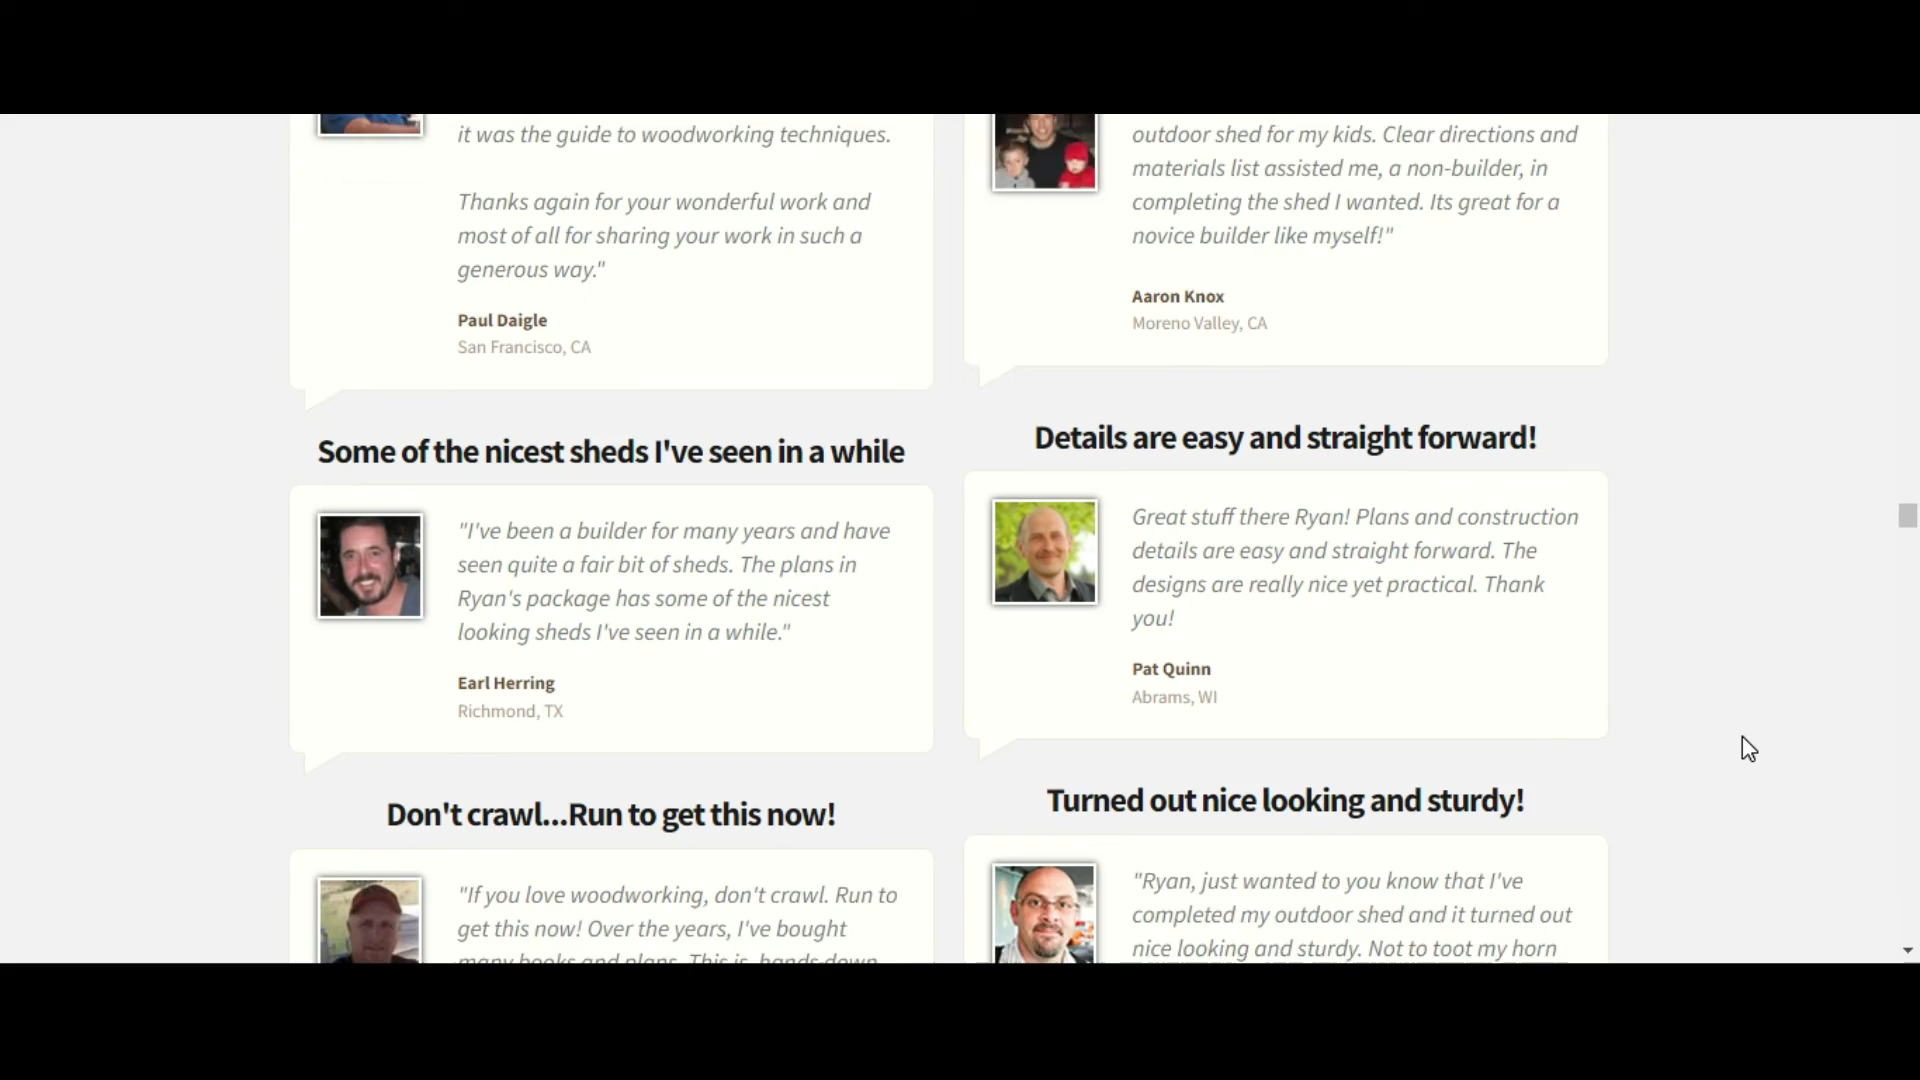 it was the guide to woodworking techniques.
Thanks again for your wonderful work and
most of all for sharing your work in such a
generous way."
Paul Daigle
San Francisco, CA
outdoor shed for my kids. Clear directions and
materials list assisted me, a non-builder, in
completing the shed I wanted. Its great for a
novice builder like myself!"
Aaron Knox
Moreno Valley, CA
Some of the nicest sheds I've seen in a while
"I've been a builder for many years and have
seen quite a fair bit of sheds. The plans in
Ryan's package has some of the nicest
looking sheds I've seen in a while."
Earl Herring
Richmond, TX
Details are easy and straight forward!
Great stuff there Ryan! Plans and construction
details are easy and straight forward. The
designs are really nice yet practical. Thank
you!
Pat Quinn
Abrams, WI
Don't crawl...Run to get this now!
"If you love woodworking, don't crawl. Run to
get this now! Over the years, I've bought
many books and plans. This is, hands-down
Turned out nice looking and sturdy!
"Ryan, just wanted to you know that I've
completed my outdoor shed and it turned out
nice looking and sturdy. Not to toot my horn